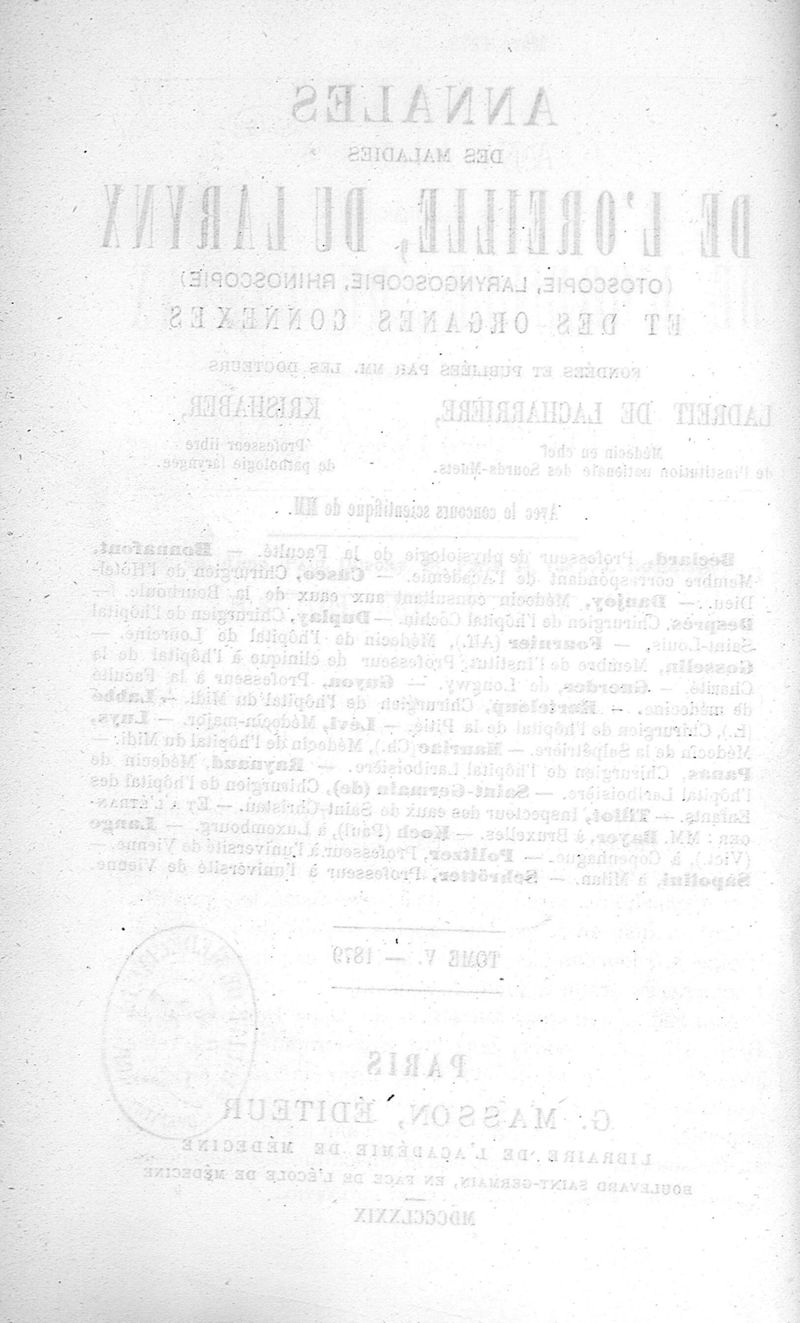 ANNALES
DES MALADIES
DE L'OREILLE, DU LARYNX
(OTOSCOPIE, LARYNGOSCOPIE, RHINOSCOPIE)
ET DES ORGANES CONNEXES
FONDÉES ET PUBLIÉES PAR MM. LES DOCTEURS
LADREIT DE LACHARRIÈRE, KRISHABER,
Médecin en chef Professeur libre
de l'institution nationale des Sourds-Muets. de pathologie laryngée.
Avec le concours scientifique de MM.
Béclard, Professeur de physiologie de la Faculté. — Bonnafont,
Membre correspondant de l'Académie. — Cusco, Chirurgien de l'Hôtel-
Dieu. — Danjoy, Médecin consultant aux eaux de la Bourboule. —
Desprès, Chirurgien de l'hôpital Cochin. — Duplay, Chirurgien de l'hôpital
Saint-Louis. — Fournier (Alf.), Médecin de l'hôpital de Lourcine. —
Gosselin, Membre de l'Institut, Professeur de clinique à l'hôpital de la
Charité. — Guerdes, de Longwy. — Guyon, Professeur à la Faculté
de médecine. — Horteloup, Chirurgien de l'hôpital du Midi. — Labbé
(L.), Chirurgien de l'hôpital de la Pitié. — Lévi, Médecin-major. — Luys,
Médecin de la Salpêtrière. — Mauriac (Ch.), Médecin de l'hôpital du Midi. —
Panas, Chirurgien de l'hôpital Lariboisière. — Raynaud, Médecin de
l'hôpital Lariboisière. — Saint-Germain (de), Chirurgien de l'hôpital des
Enfants. — Tillot, Inspecteur des eaux de Saint-Christau. — ET A L'ÉTRAN-
GER : MM. Bayer, à Bruxelles. — Koch (Paul), à Luxembourg. — Lange
(Vict.), à Copenhague. — Politzer, Professeur à l'université de Vienne. —
Sapolini, à Milan. — Schrötter, Professeur à l'université de Vienne.
TOME V. — 1879
PARIS
G. MASSON, ÉDITEUR
LIBRAIRE DE L'ACADÉMIE DE MÉDECINE
BOULEVARD SAINT-GERMAIN, EN FACE DE L'ÉCOLE DE MÉDECINE
MDCCCLXXIX